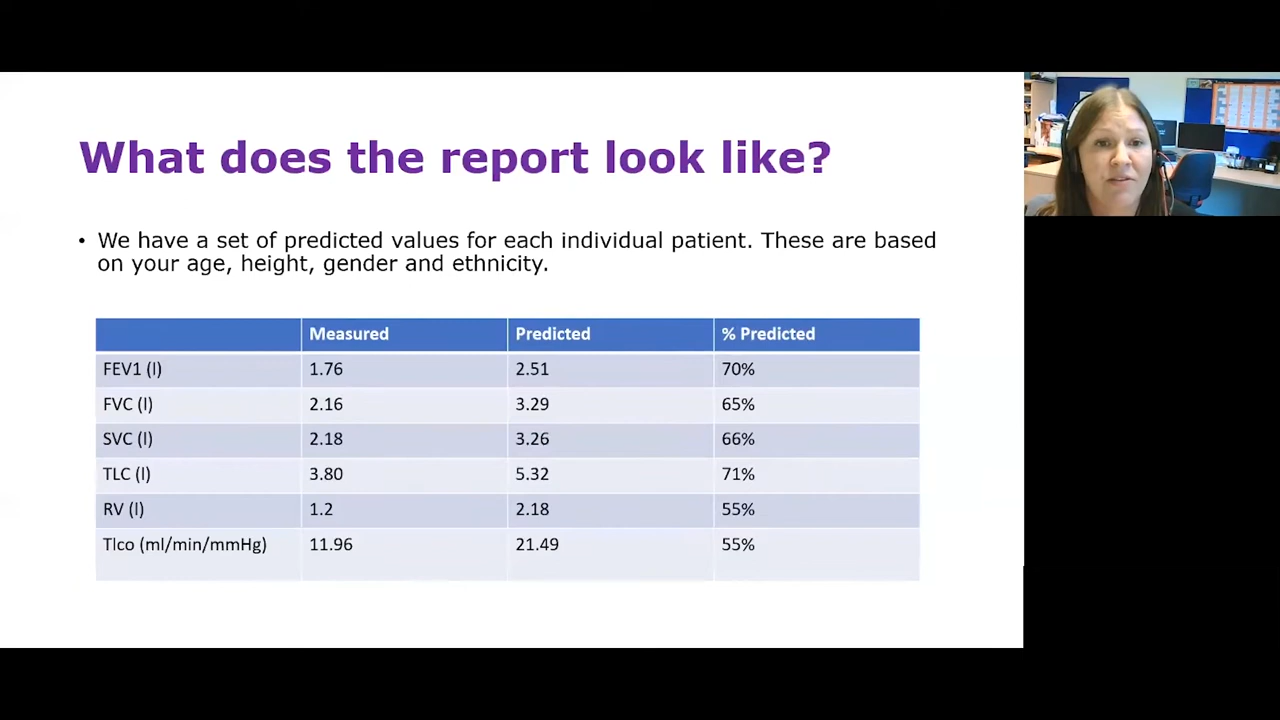 What does the report look like?
• We have a set of predicted values for each individual patient. These are based
on your age, height, gender and ethnicity.
Measured Predicted % Predicted
FEV1 (l) 1.76 2.51 70%
FVC (l) 2.16 3.29 65%
SVC (l) 2.18 3.26 66%
TLC (l) 3.80 5.32 71%
RV (l) 1.2 2.18 55%
Tlco (ml/min/mmHg) 11.96 21.49 55%